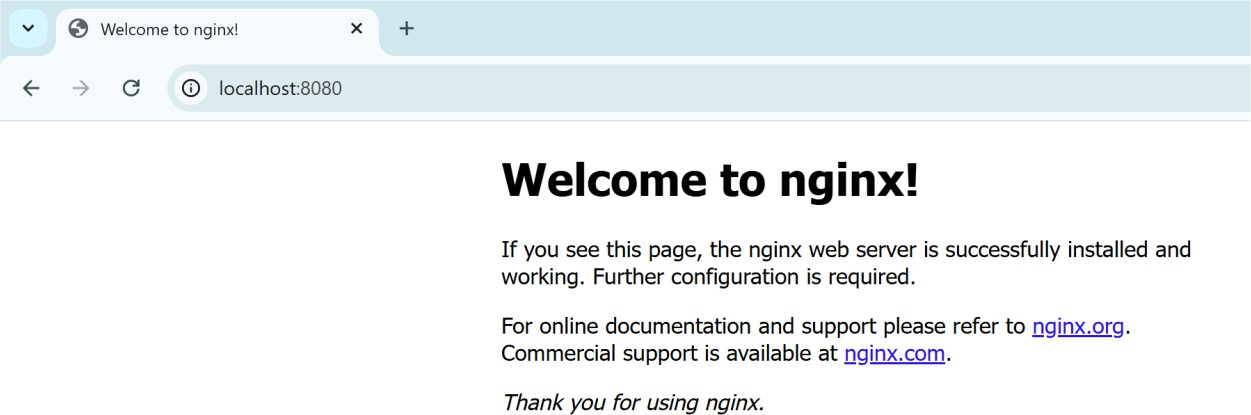 Welcome to nginx!
localhost:8080
Welcome to nginx!
If you see this page, the nginx web server is successfully installed and
working. Further configuration is required.
For online documentation and support please refer to nginx.org.
Commercial support is available at nginx.com.
Thank you for using nginx.